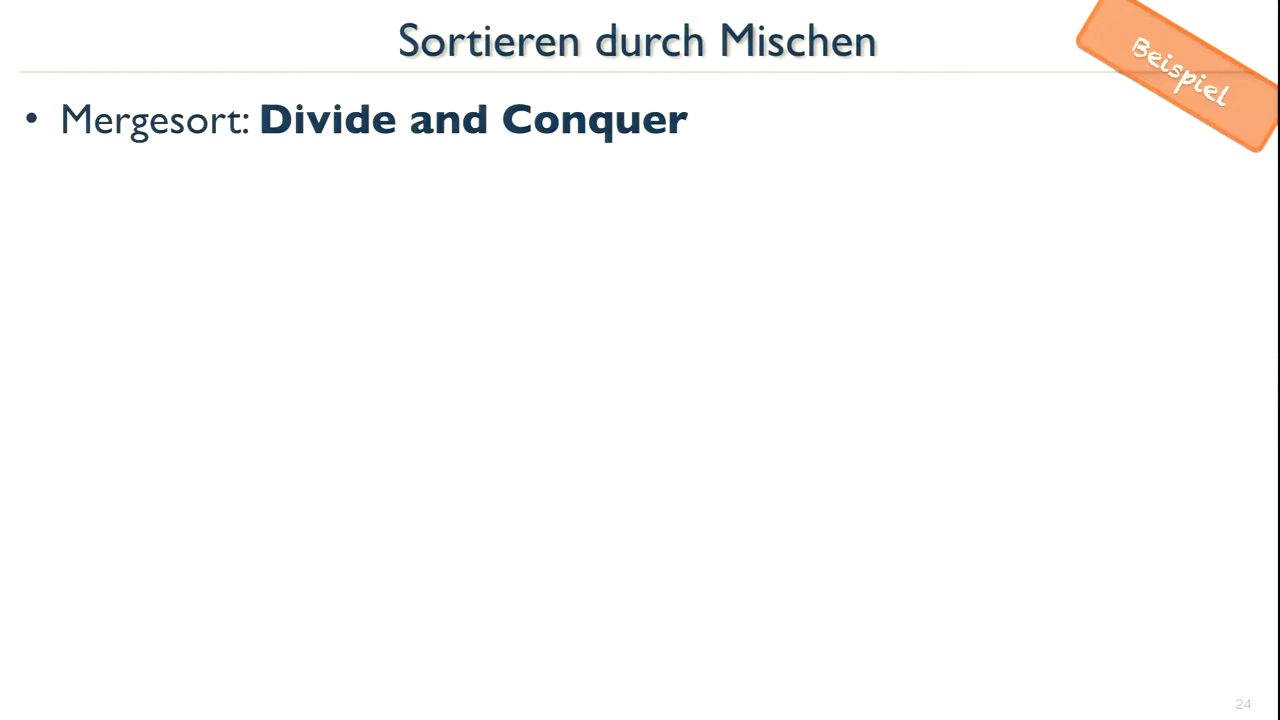 Sortieren durch Mischen
Beispiel
• Mergesort: Divide and Conquer
24